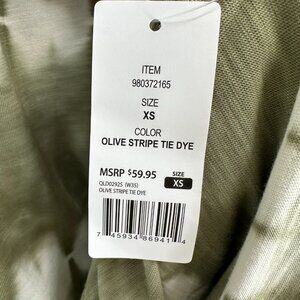 ITEM
980372165
SIZE
XS
COLOR
OLIVE STRIPE TIE DYE
MSRP $59.95
SIZE
XS
QLD0292S (W35)
OLIVE STRIPE TIE DYE
7 45934 86941 4